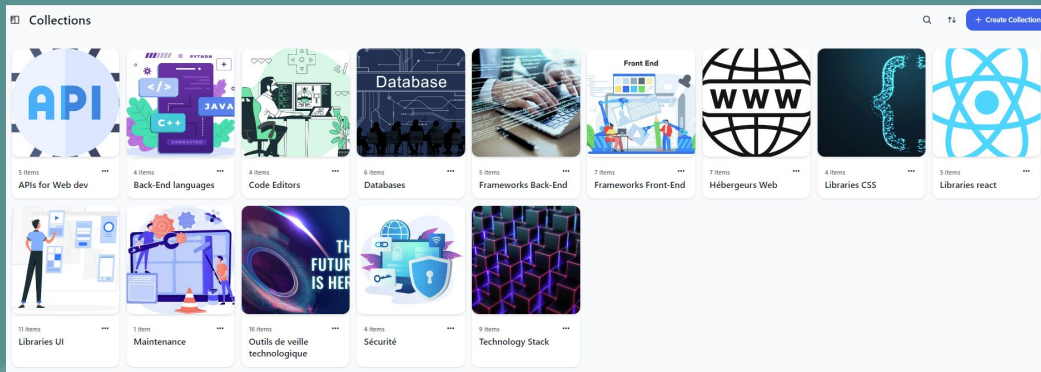 Collections
+ Create Collection
API
PYTHON
</>
JAVA
C++
CONNECTED
</>
Database
Front End
WWW
5 items
APIs for Web dev
4 items
Back-End languages
4 items
Code Editors
6 items
Databases
5 items
Frameworks Back-End
7 items
Frameworks Front-End
7 items
Hébergeurs Web
4 items
Libraries CSS
5 items
Libraries react
TH
FUTUR
IS HER
11 items
Libraries UI
1 item
Maintenance
16 items
Outils de veille
technologique
4 items
Sécurité
9 items
Technology Stack